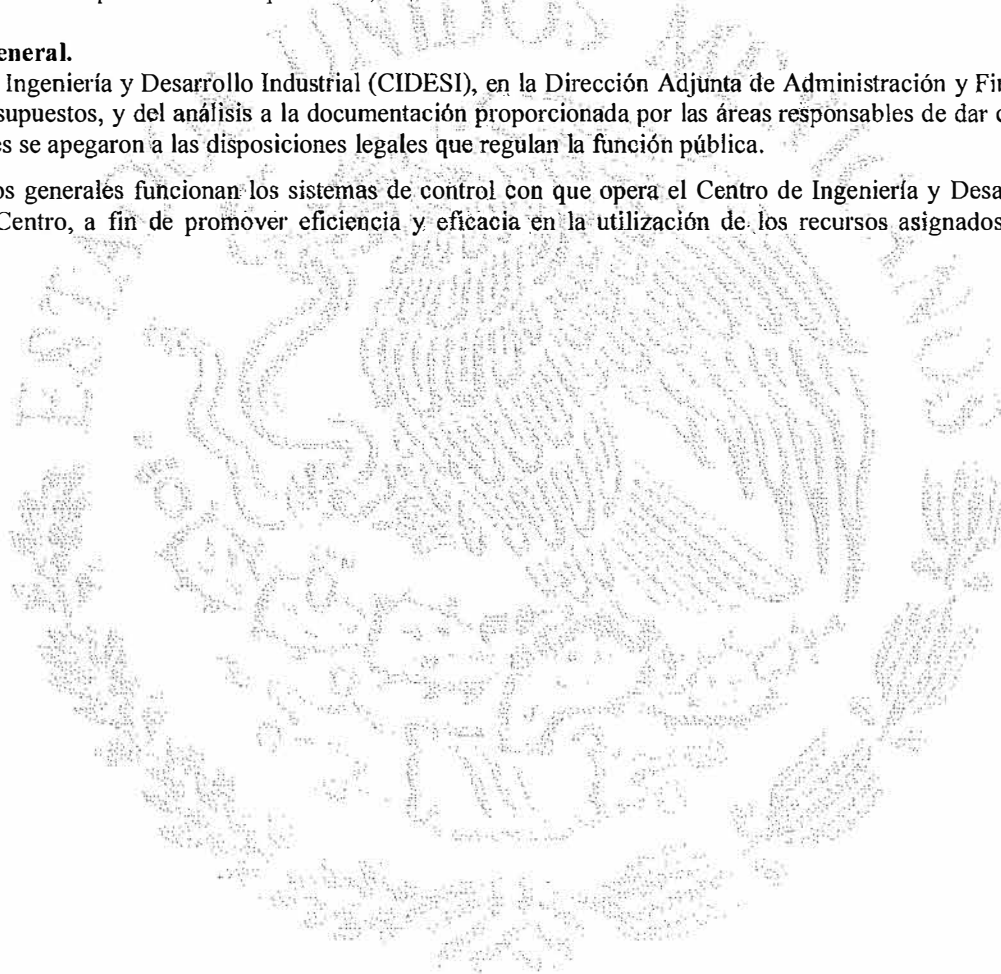 eneral.
Ingeniería y Desarrollo Industrial (CIDESI), en la Dirección Adjunta de Administración y Fin
supuestos, y del análisis a la documentación proporcionada por las áreas responsables de dar c
es se apegaron a las disposiciones legales que regulan la función pública.
os generales funcionan los sistemas de control con que opera el Centro de Ingeniería y Desa
Centro, a fin de promover eficiencia y eficacia en la utilización de los recursos asignados
UNIDOS